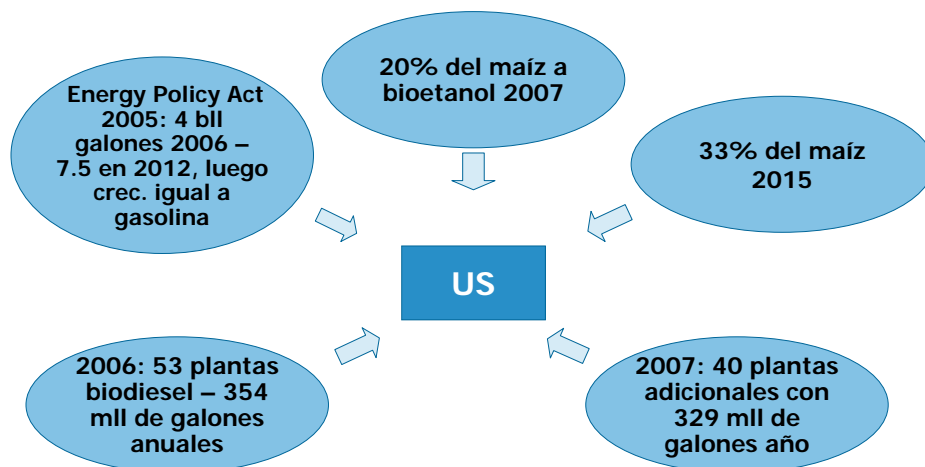 Energy Policy Act
2005: 4 bll
galones 2006 –
7.5 en 2012, luego
crec. igual a
gasolina
20% del maíz a
bioetanol 2007
33% del maíz
2015
US
2006: 53 plantas
biodiesel – 354
mll de galones
anuales
2007: 40 plantas
adicionales con
329 mll de
galones año